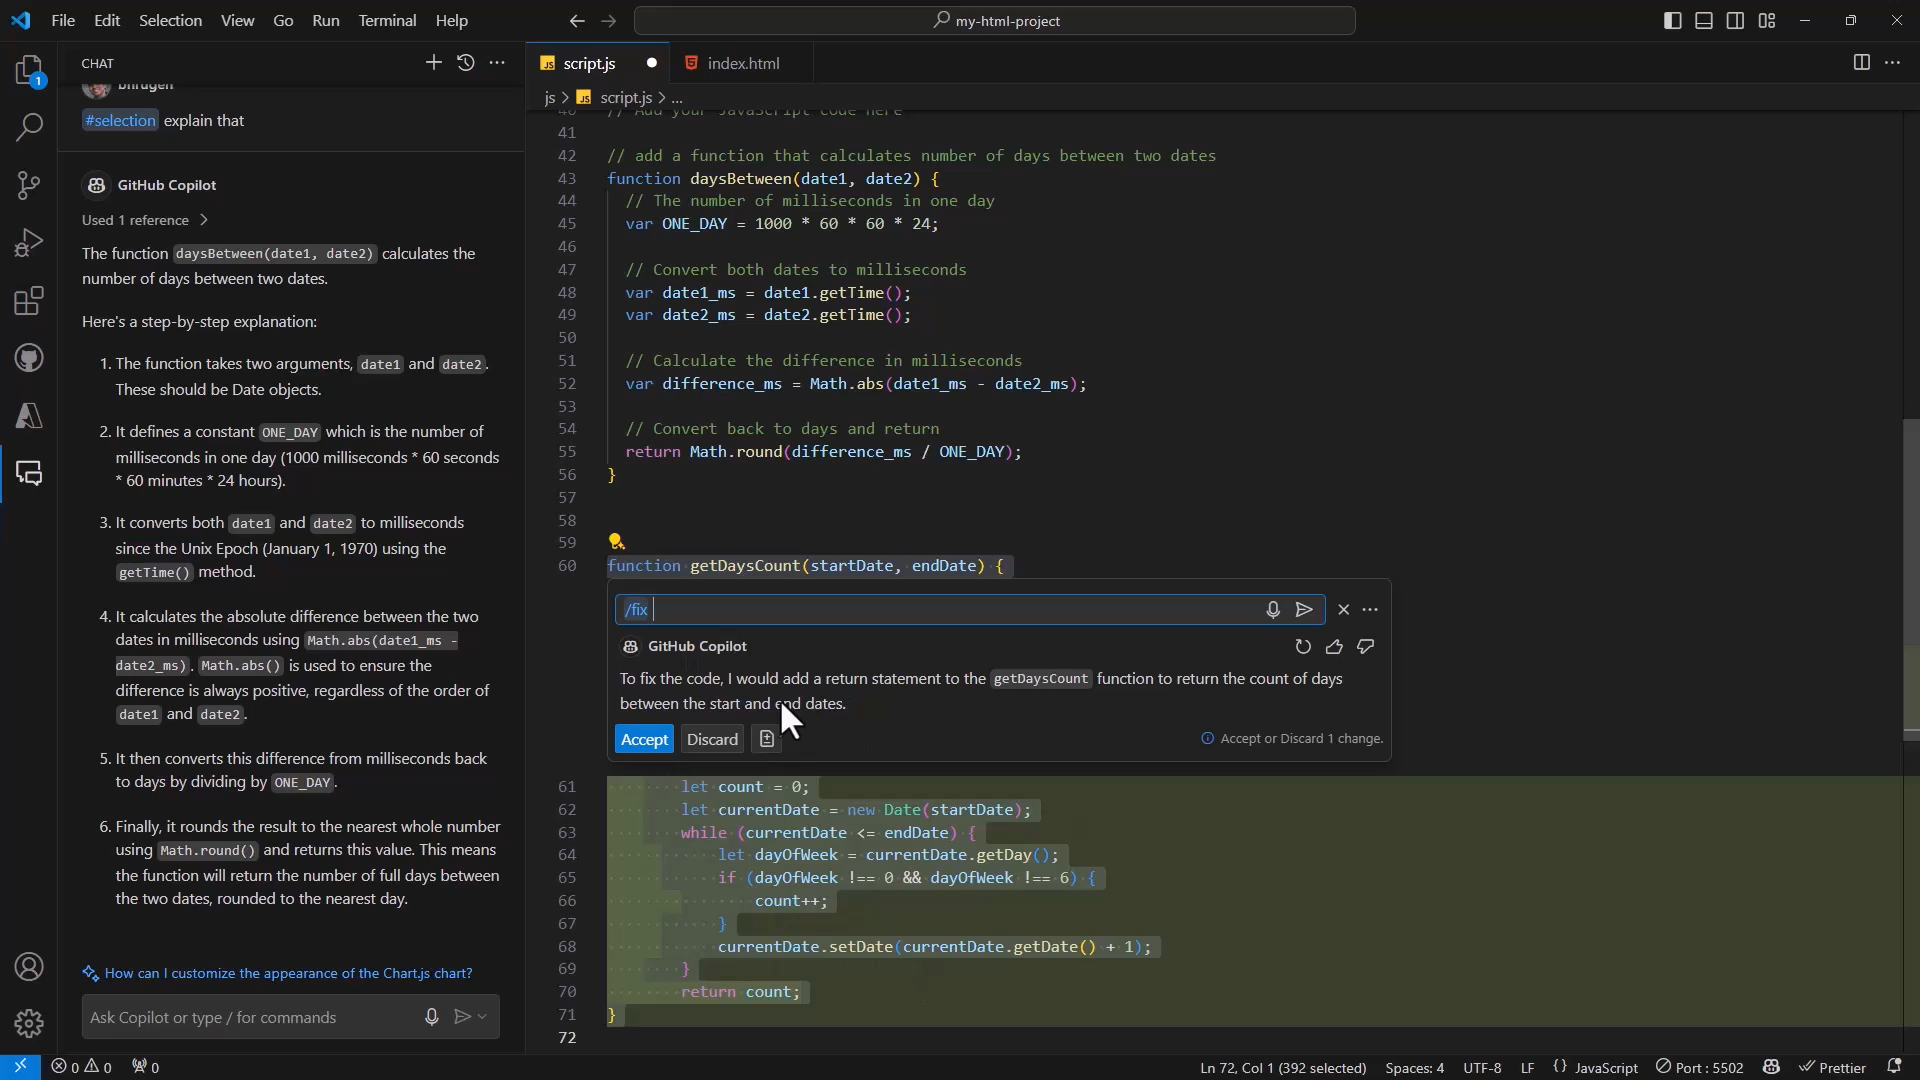 File Edit Selection View Go Run Terminal Help
my-html-project
CHAT
script.js
index.html
js > script.js > ...
bhrugen
#selection explain that
GitHub Copilot
Used 1 reference >
The function daysBetween(date1, date2) calculates the
number of days between two dates.
Here's a step-by-step explanation:
1. The function takes two arguments, date1 and date2.
These should be Date objects.
2. It defines a constant ONE_DAY which is the number of
milliseconds in one day (1000 milliseconds * 60 seconds
* 60 minutes * 24 hours).
3. It converts both date1 and date2 to milliseconds
since the Unix Epoch (January 1, 1970) using the
getTime() method.
4. It calculates the absolute difference between the two
dates in milliseconds using Math.abs(date1_ms -
date2_ms). Math.abs() is used to ensure the
difference is always positive, regardless of the order of
date1 and date2.
5. It then converts this difference from milliseconds back
to days by dividing by ONE_DAY.
6. Finally, it rounds the result to the nearest whole number
using Math.round() and returns this value. This means
the function will return the number of full days between
the two dates, rounded to the nearest day.
How can I customize the appearance of the Chart.js chart?
Ask Copilot or type / for commands
40 // Add your JavaScript code here
41
42 // add a function that calculates number of days between two dates
43 function daysBetween(date1, date2) {
44 // The number of milliseconds in one day
45 var ONE_DAY = 1000 * 60 * 60 * 24;
46
47 // Convert both dates to milliseconds
48 var date1_ms = date1.getTime();
49 var date2_ms = date2.getTime();
50
51 // Calculate the difference in milliseconds
52 var difference_ms = Math.abs(date1_ms - date2_ms);
53
54 // Convert back to days and return
55 return Math.round(difference_ms / ONE_DAY);
56 }
57
58
59
60 function getDaysCount(startDate, endDate) {
/fix
GitHub Copilot
To fix the code, I would add a return statement to the getDaysCount function to return the count of days
between the start and end dates.
Accept Discard
Accept or Discard 1 change.
61 let count = 0;
62 let currentDate = new Date(startDate);
63 while (currentDate <= endDate) {
64 let dayOfWeek = currentDate.getDay();
65 if (dayOfWeek !== 0 && dayOfWeek !== 6) {
66 count++;
67 }
68 currentDate.setDate(currentDate.getDate() + 1);
69 }
70 return count;
71 }
72
1
0 0 0
Ln 72, Col 1 (392 selected) Spaces: 4 UTF-8 LF {} JavaScript Port : 5502 Prettier